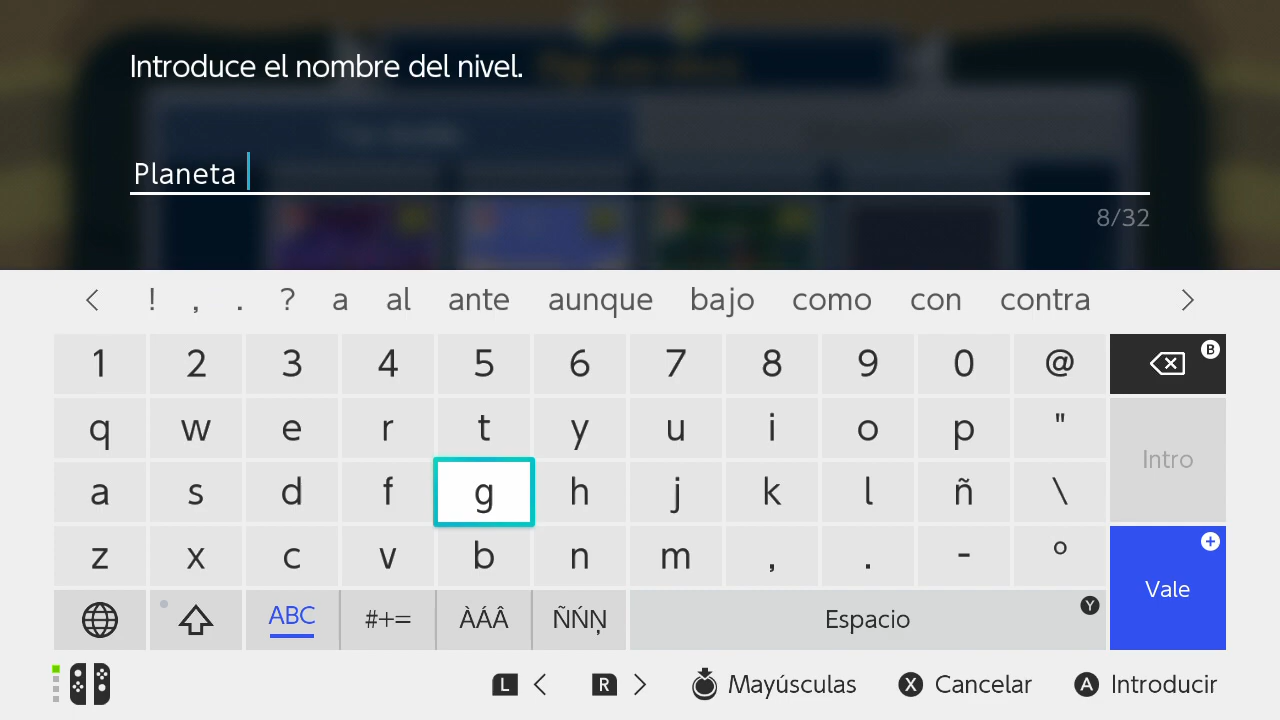 Introduce el nombre del nivel.
Planeta
8/32
! , . ? a al ante aunque bajo como con contra
1 2 3 4 5 6 7 8 9 0 @ B
q w e r t y u i o p " Intro
a s d f g h j k l ñ \
z x c v b n m , . - º + Vale
ABC #+= ÀÁÂ ÑŃŅ Espacio Y
L R Mayúsculas X Cancelar A Introducir